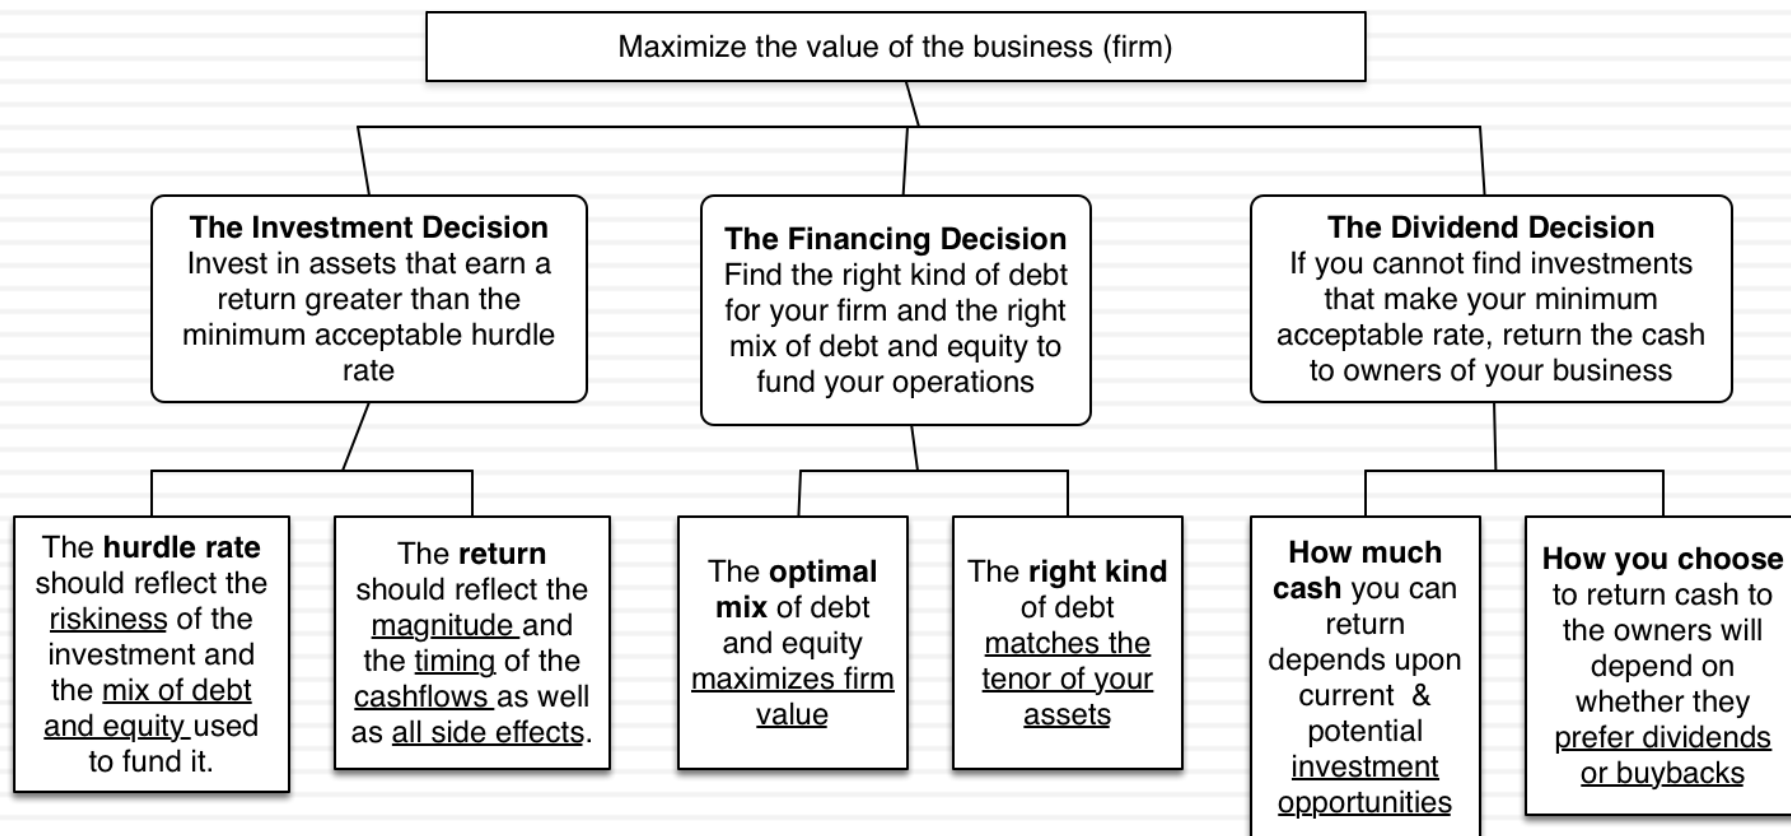 Maximize the value of the business (firm)
The Investment Decision
Invest in assets that earn a
return greater than the
minimum acceptable hurdle
rate
The Financing Decision
Find the right kind of debt
for your firm and the right
mix of debt and equity to
fund your operations
The Dividend Decision
If you cannot find investments
that make your minimum
acceptable rate, return the cash
to owners of your business
The hurdle rate
should reflect the
riskiness of the
investment and
the mix of debt
and equity used
to fund it.
The return
should reflect the
magnitude and
the timing of the
cashflows as well
as all side effects.
The optimal
mix of debt
and equity
maximizes firm
value
The right kind
of debt
matches the
tenor of your
assets
How much
cash you can
return
depends upon
current & 
potential
investment
opportunities
How you choose
to return cash to
the owners will
depend on
whether they
prefer dividends
or buybacks